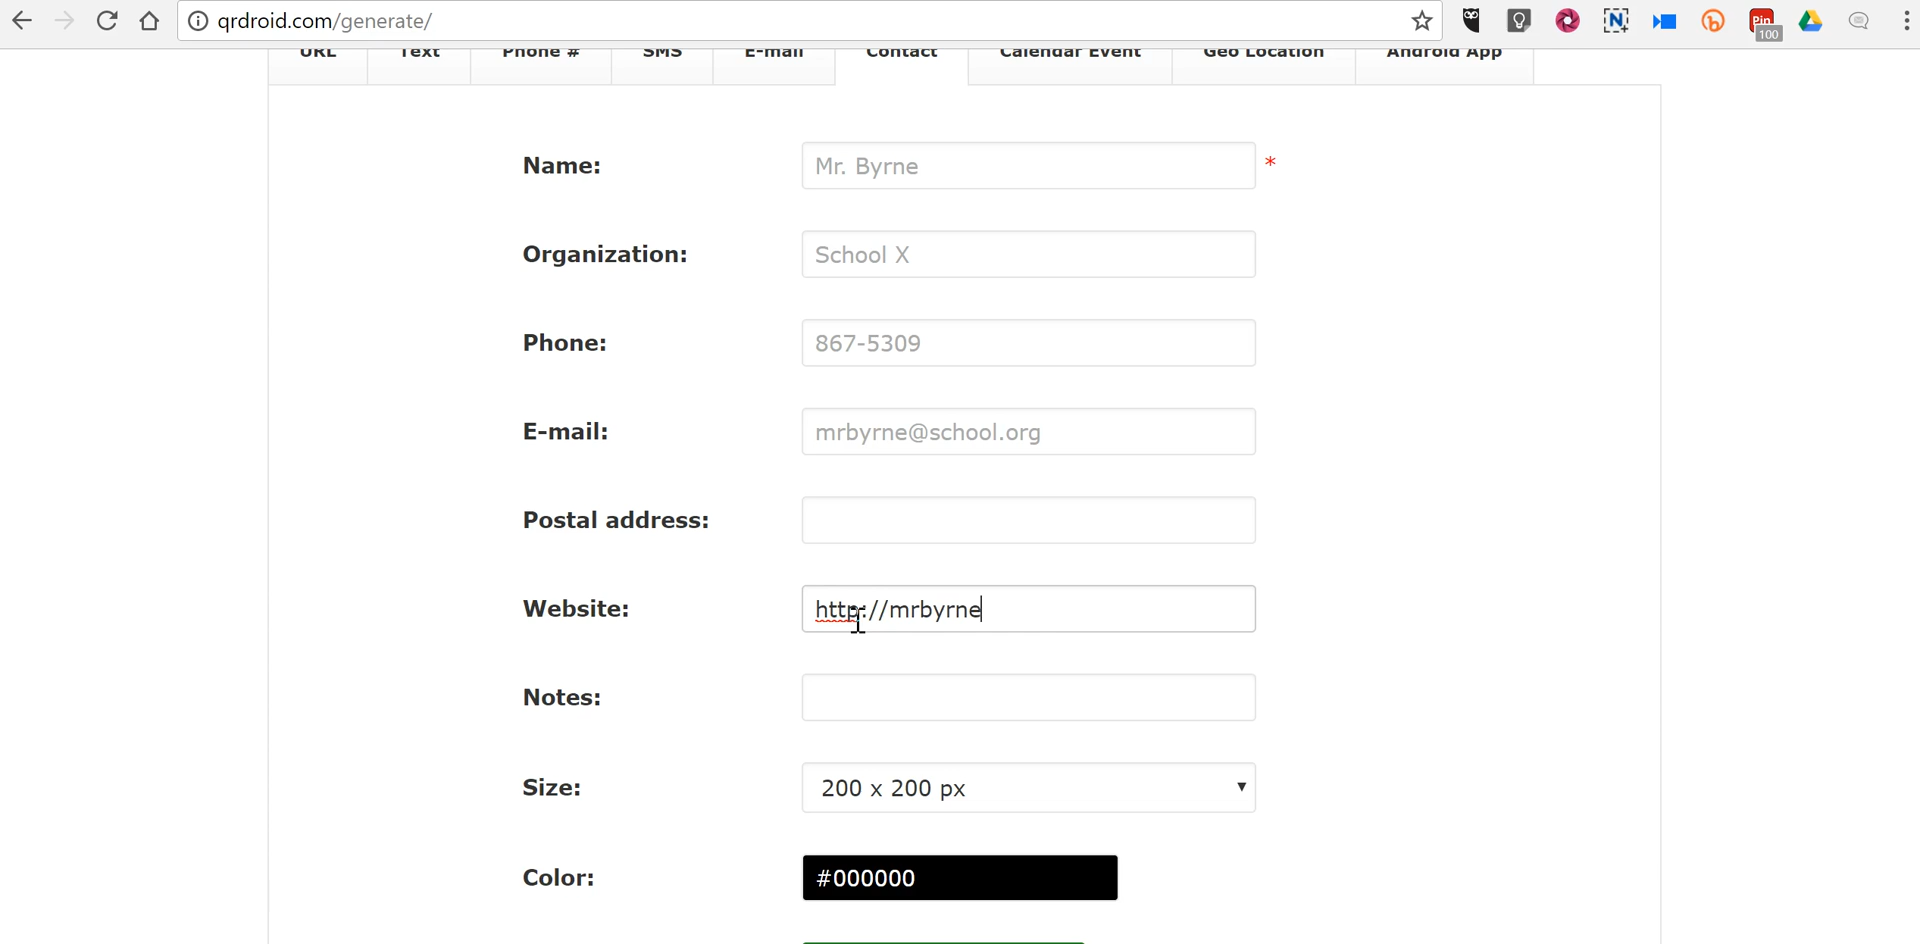 qrdroid.com/generate/
Pin
100
URL Text Phone # SMS E-mail Contact Calendar Event Geo Location Android App
Name: Mr. Byrne *
Organization: School X
Phone: 867-5309
E-mail: mrbyrne@school.org
Postal address:
Website: http://mrbyrne
Notes:
Size: 200 x 200 px
Color: #000000